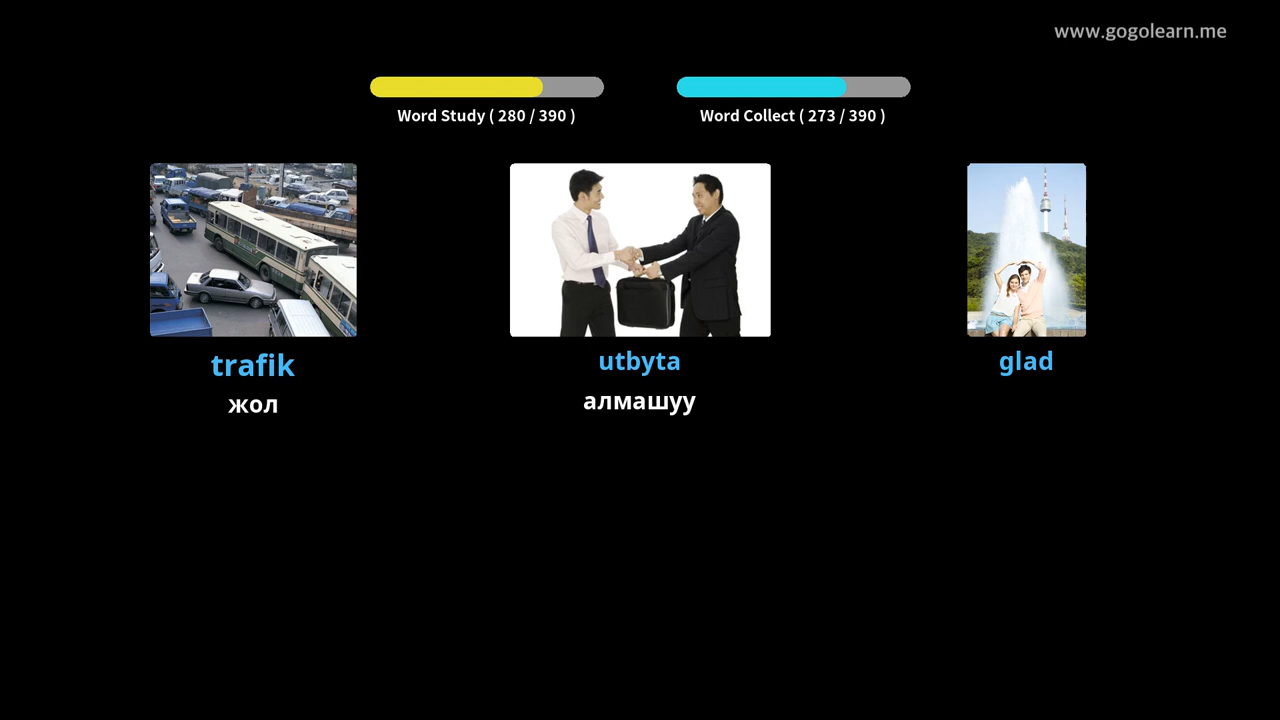 www.gogolearn.me
Word Study ( 280 / 390 )
Word Collect ( 273 / 390 )
trafik
utbyta
glad
жол
алмашуу